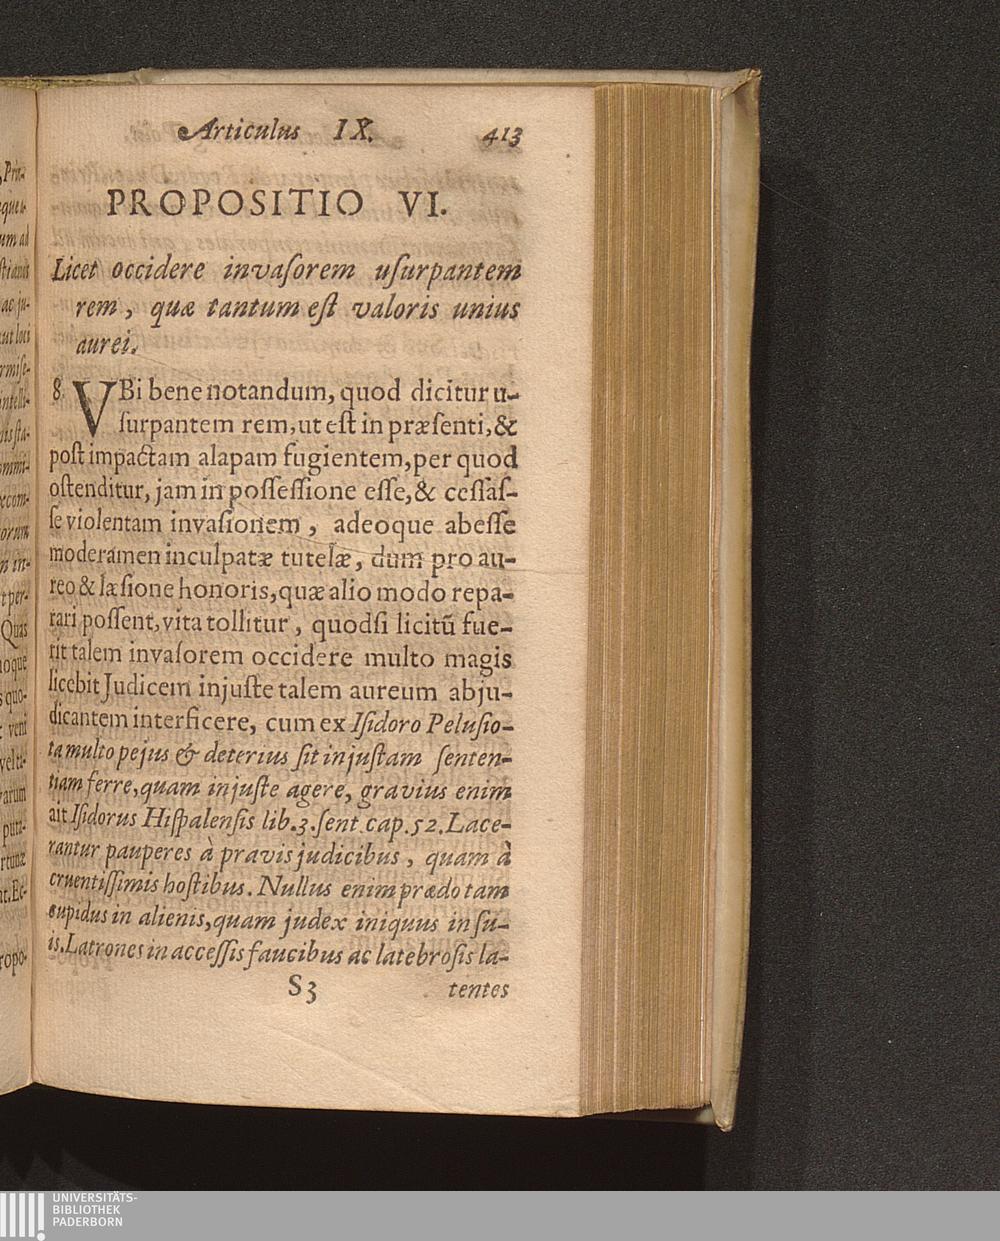 Articulus IX. 413
PROPOSITIO VI.
Licet occidere invaſorem uſurpantem
rem, quæ tantum eſt valoris unius
aurei.
8. VBi bene notandum, quod dicitur u-
ſurpantem rem, ut eſt in præſenti, &
poſt impactam alapam fugientem, per quod
oſtenditur, jam in poſſeſſione eſſe, & ceſſaſ-
ſe violentam invaſionem, adeoque abeſſe
moderamen inculpatæ tutelæ, dum pro au-
reo & læſione honoris, quæ alio modo repa-
rari poſſent, vita tollitur, quodſi licitū fue-
rit talem invaſorem occidere multo magis
licebit Judicem injuſte talem aureum abju-
dicantem interficere, cum ex Iſidoro Peluſio-
ta multo pejus & deterius ſit injuſtam ſenten-
tiam ferre, quam injuſte agere, gravius enim
ait Iſidorus Hiſpalenſis lib. 3. ſent. cap. 52. Lace-
rantur pauperes à pravis judicibus, quam à
cruentiſſimis hoſtibus. Nullus enim prædo tam
cupidus in alienis, quam judex iniquus in ſu-
is. Latrones in acceſſis faucibus ac latebroſis la-
S3 tentes
UNIVERSITÄTS-
BIBLIOTHEK
PADERBORN